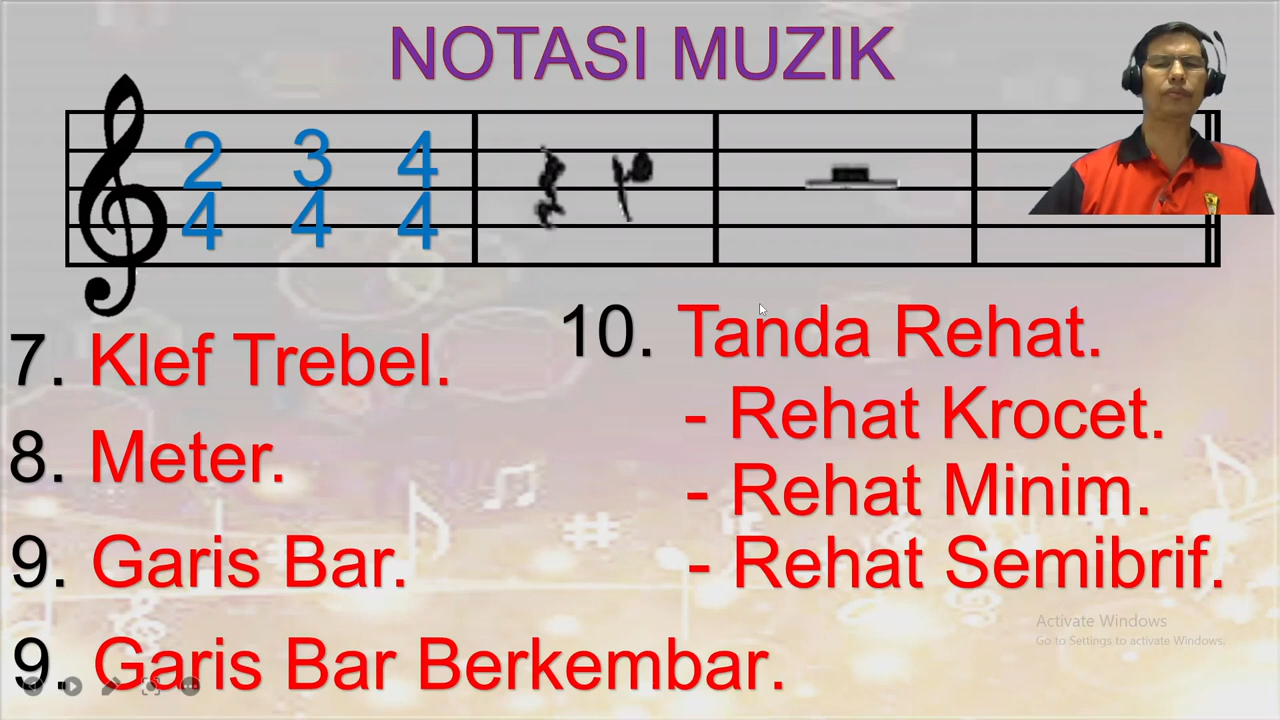 NOTASI MUZIK
2 3 4
4 4 4
7. Klef Trebel.
8. Meter.
9. Garis Bar.
9. Garis Bar Berkembar.
10. Tanda Rehat.
- Rehat Krocet.
- Rehat Minim.
- Rehat Semibrif.
Activate Windows
Go to Settings to activate Windows.